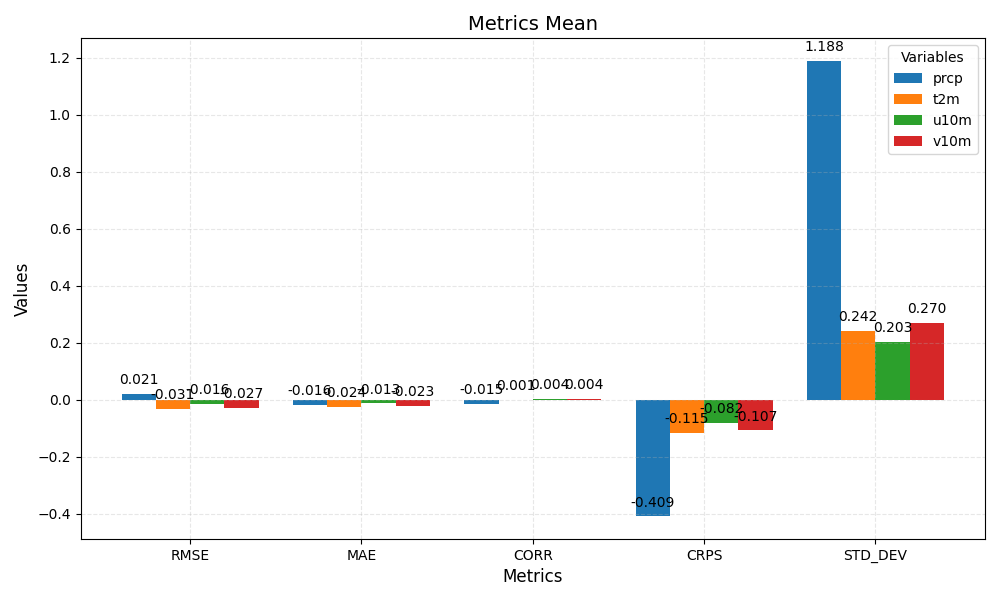 Metrics Mean
Values
1.2
1.0
0.8
0.6
0.4
0.2
0.0
−0.2
−0.4
0.021
-0.031
-0.016
-0.027
-0.016
-0.024
-0.013
-0.023
-0.015
0.001
0.004
0.004
-0.409
-0.115
-0.082
-0.107
1.188
0.242
0.203
0.270
Variables
prcp
t2m
u10m
v10m
RMSE
MAE
CORR
CRPS
STD_DEV
Metrics